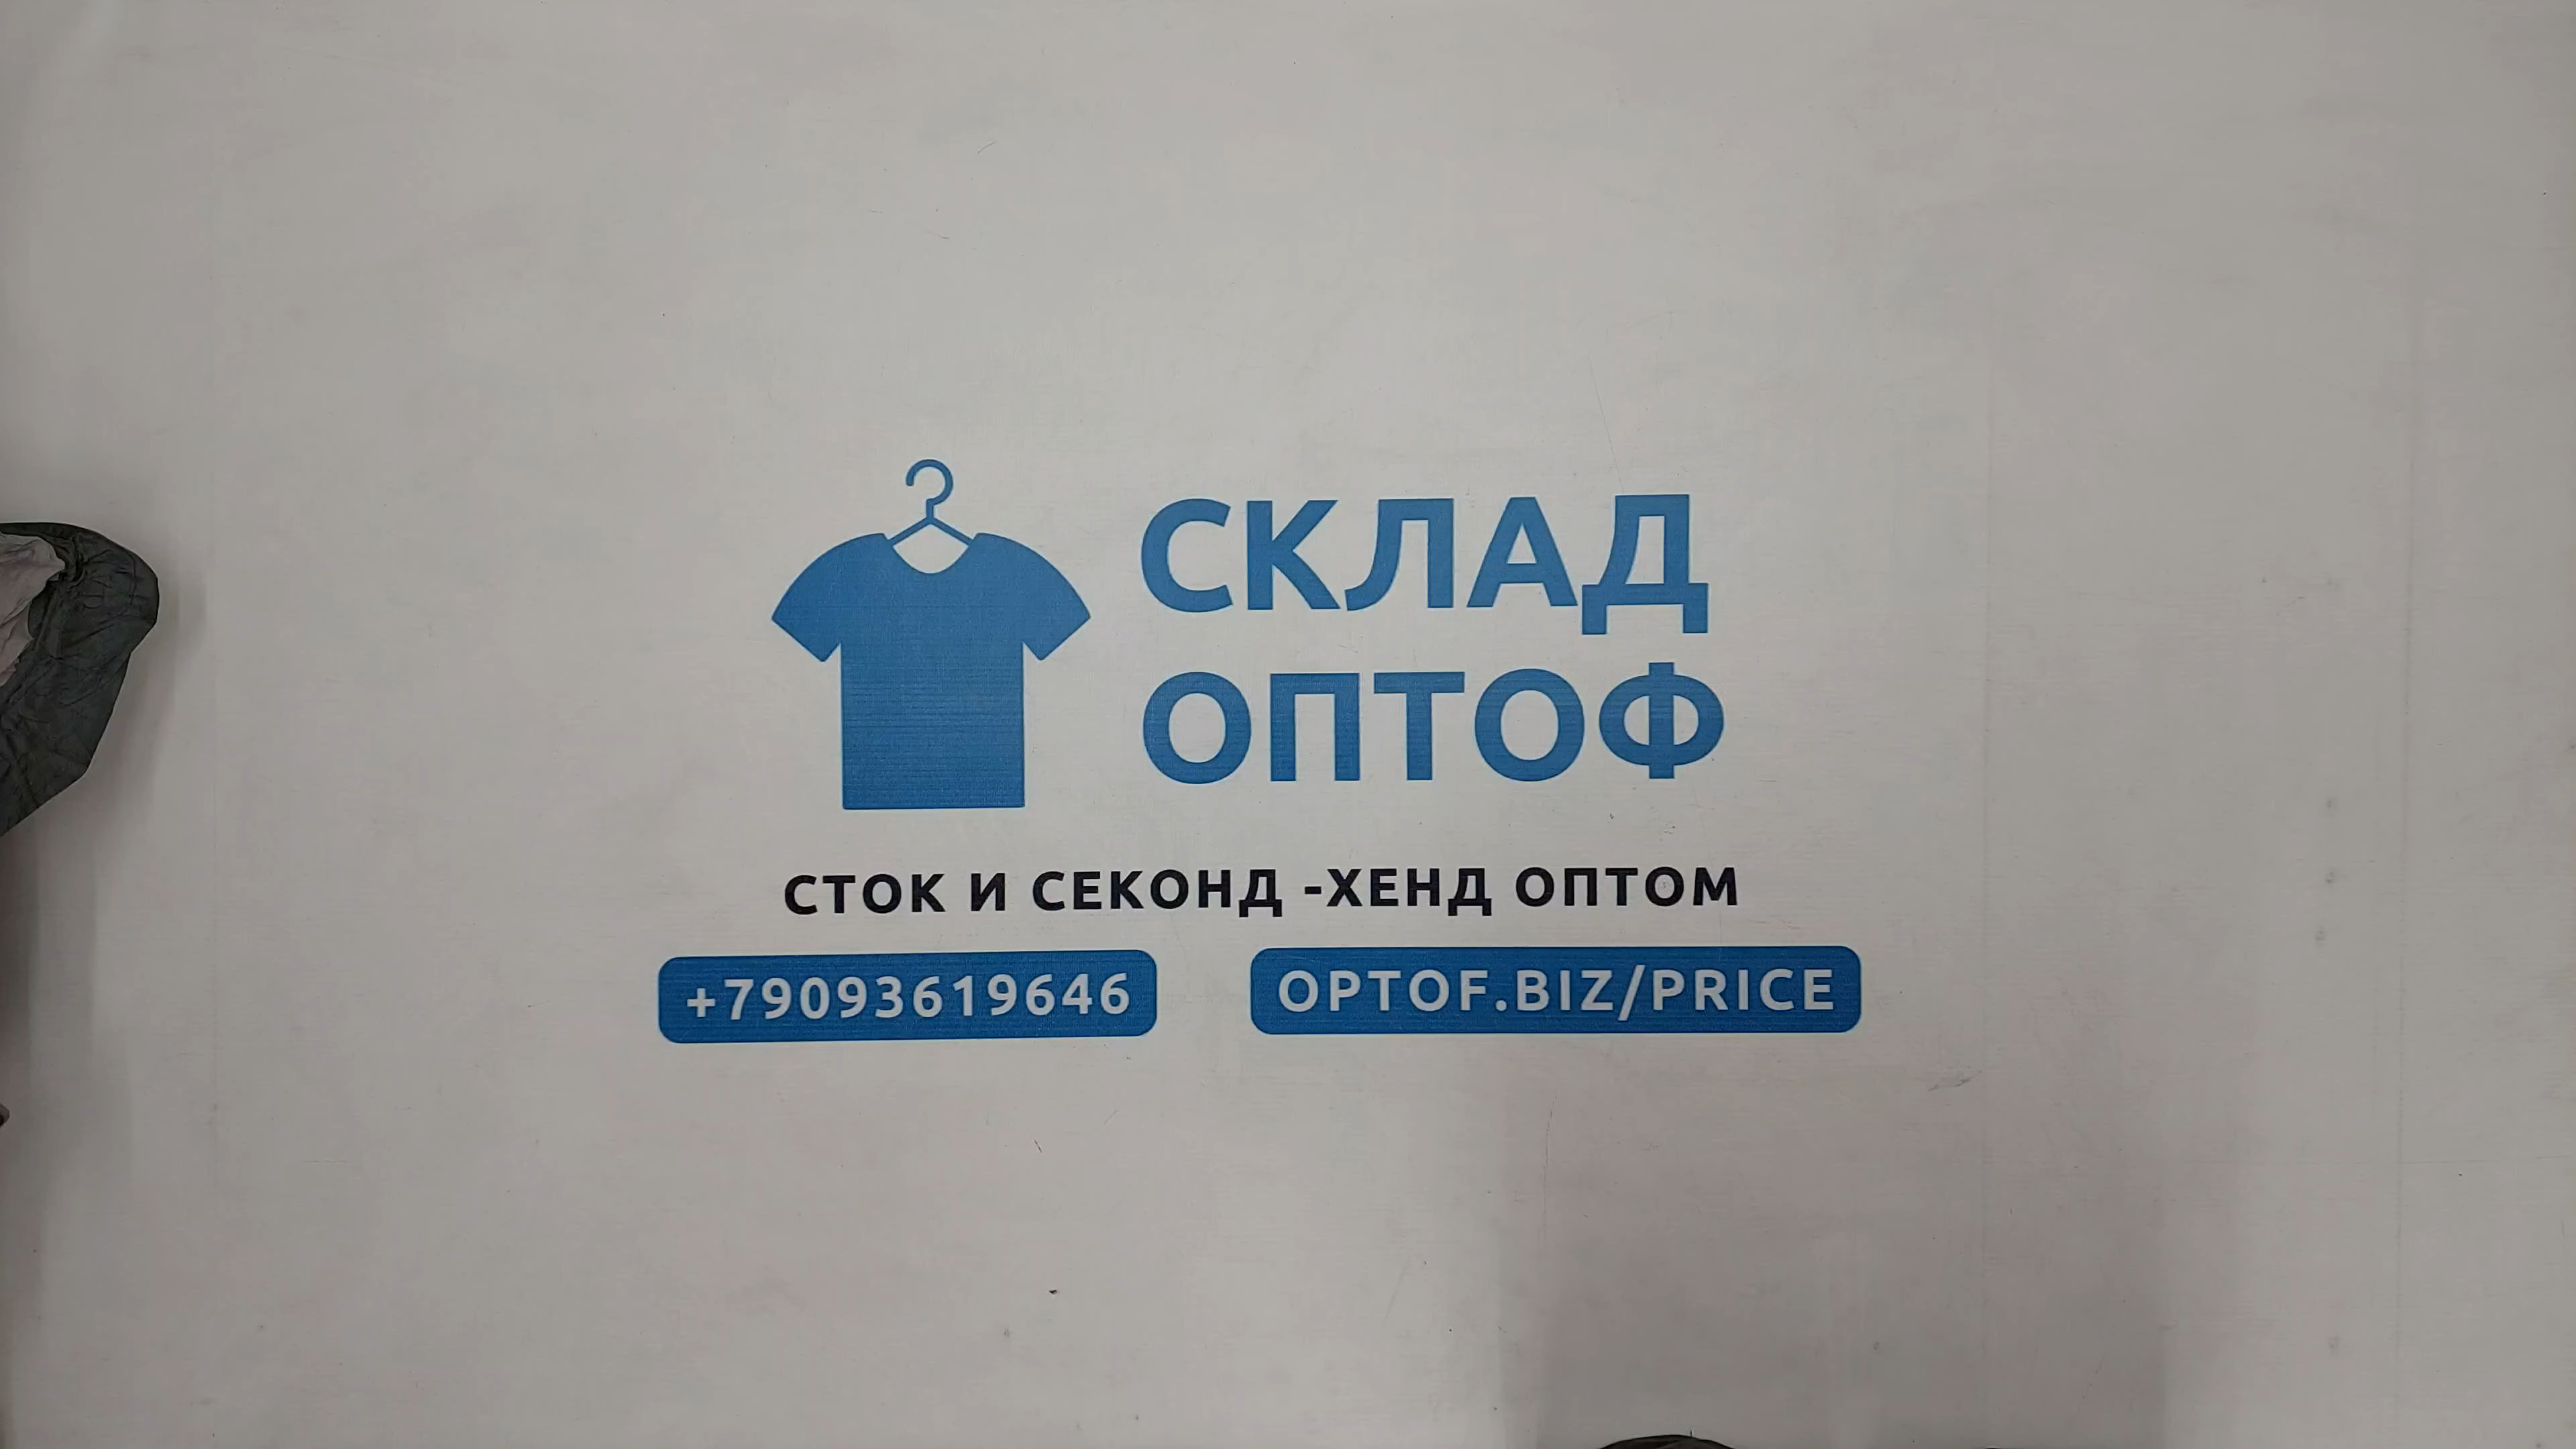 СКЛАД
ОПТОФ
СТОК И СЕКОНД -ХЕНД ОПТОМ
+79093619646
OPTOF.BIZ/PRICE